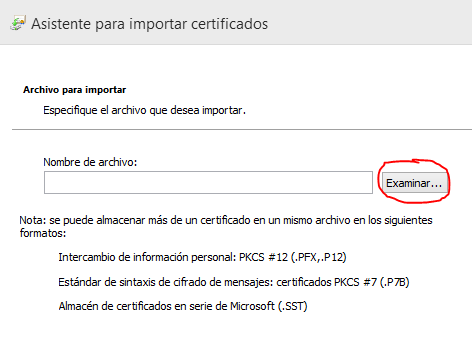 Asistente para importar certificados
Archivo para importar
Especifique el archivo que desea importar.
Nombre de archivo:
Examinar...
Nota: se puede almacenar más de un certificado en un mismo archivo en los siguientes
formatos:
Intercambio de información personal: PKCS #12 (.PFX,.P12)
Estándar de sintaxis de cifrado de mensajes: certificados PKCS #7 (.P7B)
Almacén de certificados en serie de Microsoft (.SST)